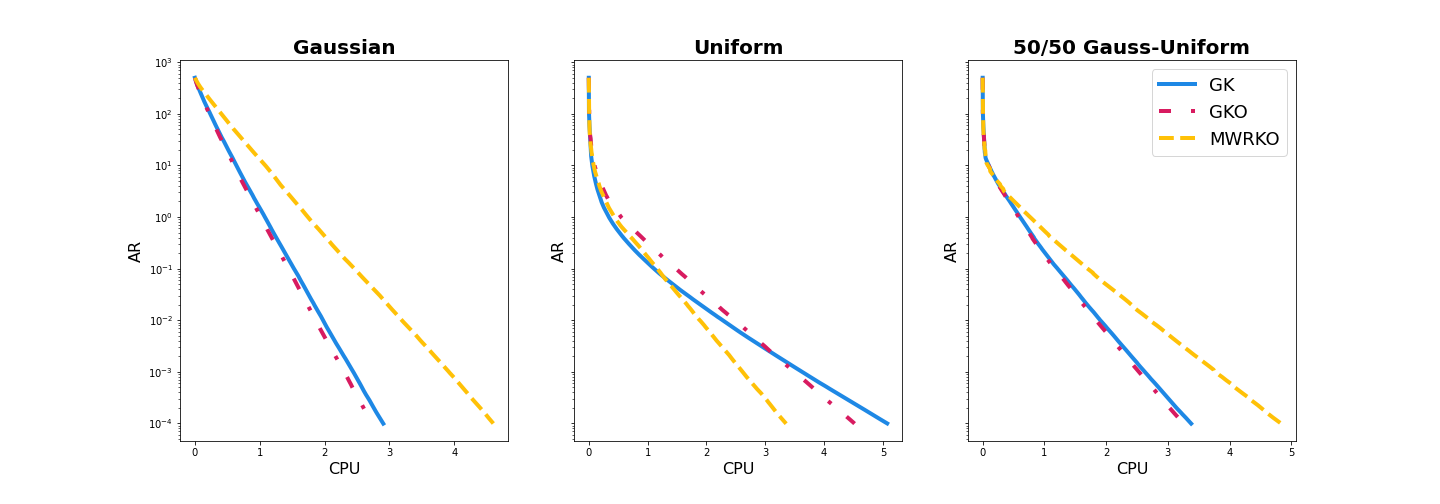 Gaussian
Uniform
50/50 Gauss-Uniform
GK
GKO
MWRKO
AR
10³
10²
10¹
10⁰
10⁻¹
10⁻²
10⁻³
10⁻⁴
0 1 2 3 4
CPU
AR
0 1 2 3 4 5
CPU
AR
0 1 2 3 4 5
CPU